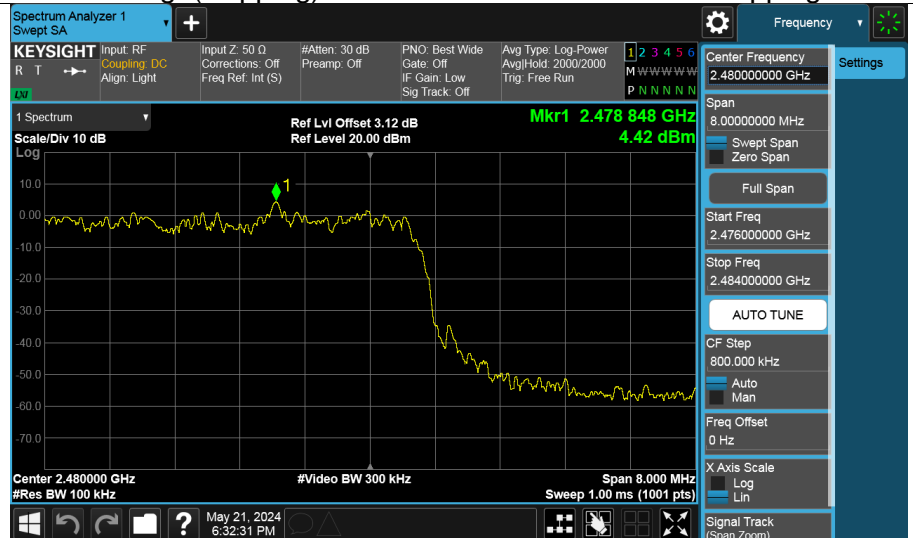 Spectrum Analyzer 1
Swept SA
Frequency
KEYSIGHT
R T
LXI
Input: RF
Coupling: DC
Align: Light
Input Z: 50 Ω
Corrections: Off
Freq Ref: Int (S)
#Atten: 30 dB
Preamp: Off
PNO: Best Wide
Gate: Off
IF Gain: Low
Sig Track: Off
Avg Type: Log-Power
Avg|Hold: 2000/2000
Trig: Free Run
1 2 3 4 5 6
M W W W W W
P N N N N N
1 Spectrum
Scale/Div 10 dB
Log
Ref Lvl Offset 3.12 dB
Ref Level 20.00 dBm
Mkr1 2.478 848 GHz
4.42 dBm
1
10.0
0.00
-10.0
-20.0
-30.0
-40.0
-50.0
-60.0
-70.0
Center 2.480000 GHz
#Res BW 100 kHz
#Video BW 300 kHz
Span 8.000 MHz
Sweep 1.00 ms (1001 pts)
Center Frequency
2.480000000 GHz
Settings
Span
8.00000000 MHz
Swept Span
Zero Span
Full Span
Start Freq
2.476000000 GHz
Stop Freq
2.484000000 GHz
AUTO TUNE
CF Step
800.000 kHz
Auto
Man
Freq Offset
0 Hz
X Axis Scale
Log
Lin
Signal Track
(Span Zoom)
?
May 21, 2024
6:32:31 PM